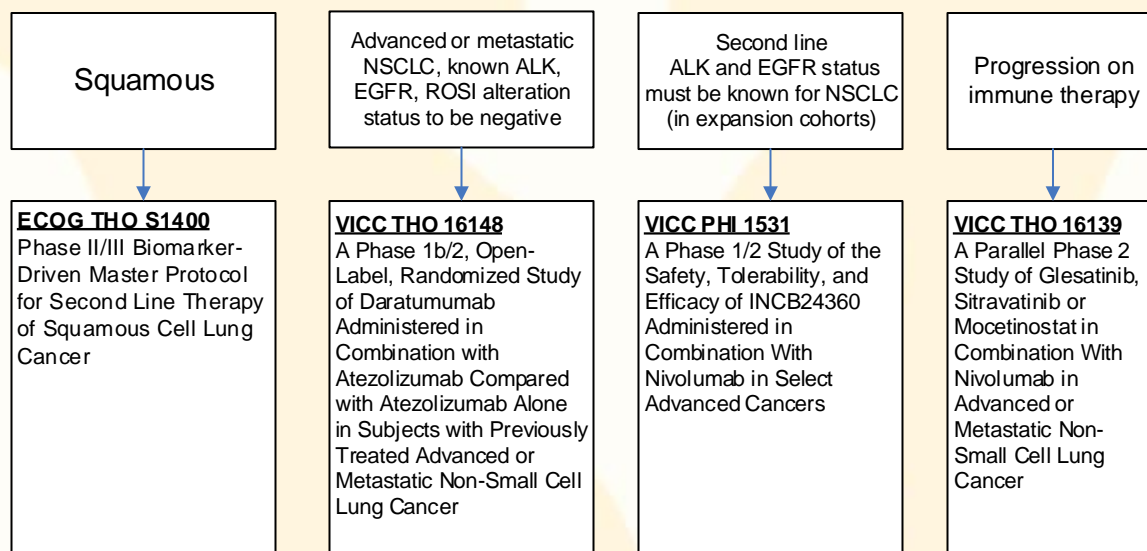 Squamous
Advanced or metastatic
NSCLC, known ALK,
EGFR, ROSI alteration
status to be negative
Second line
ALK and EGFR status
must be known for NSCLC
(in expansion cohorts)
Progression on
immune therapy
ECOG THO S1400
Phase II/III Biomarker-
Driven Master Protocol
for Second Line Therapy
of Squamous Cell Lung
Cancer
VICC THO 16148
A Phase 1b/2, Open-
Label, Randomized Study
of Daratumumab
Administered in
Combination with
Atezolizumab Compared
with Atezolizumab Alone
in Subjects with Previously
Treated Advanced or
Metastatic Non-Small Cell
Lung Cancer
VICC PHI 1531
A Phase 1/2 Study of the
Safety, Tolerability, and
Efficacy of INCB24360
Administered in
Combination With
Nivolumab in Select
Advanced Cancers
VICC THO 16139
A Parallel Phase 2
Study of Glesatinib,
Sitravatinib or
Mocetinostat in
Combination With
Nivolumab in
Advanced or
Metastatic Non-
Small Cell Lung
Cancer